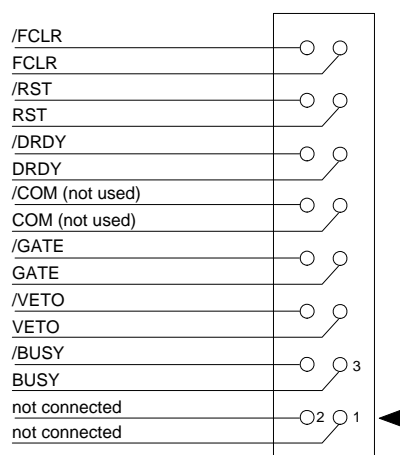 /FCLR
FCLR
/RST
RST
/DRDY
DRDY
/COM (not used)
COM (not used)
/GATE
GATE
/VETO
VETO
/BUSY
3
BUSY
not connected
2 1
not connected